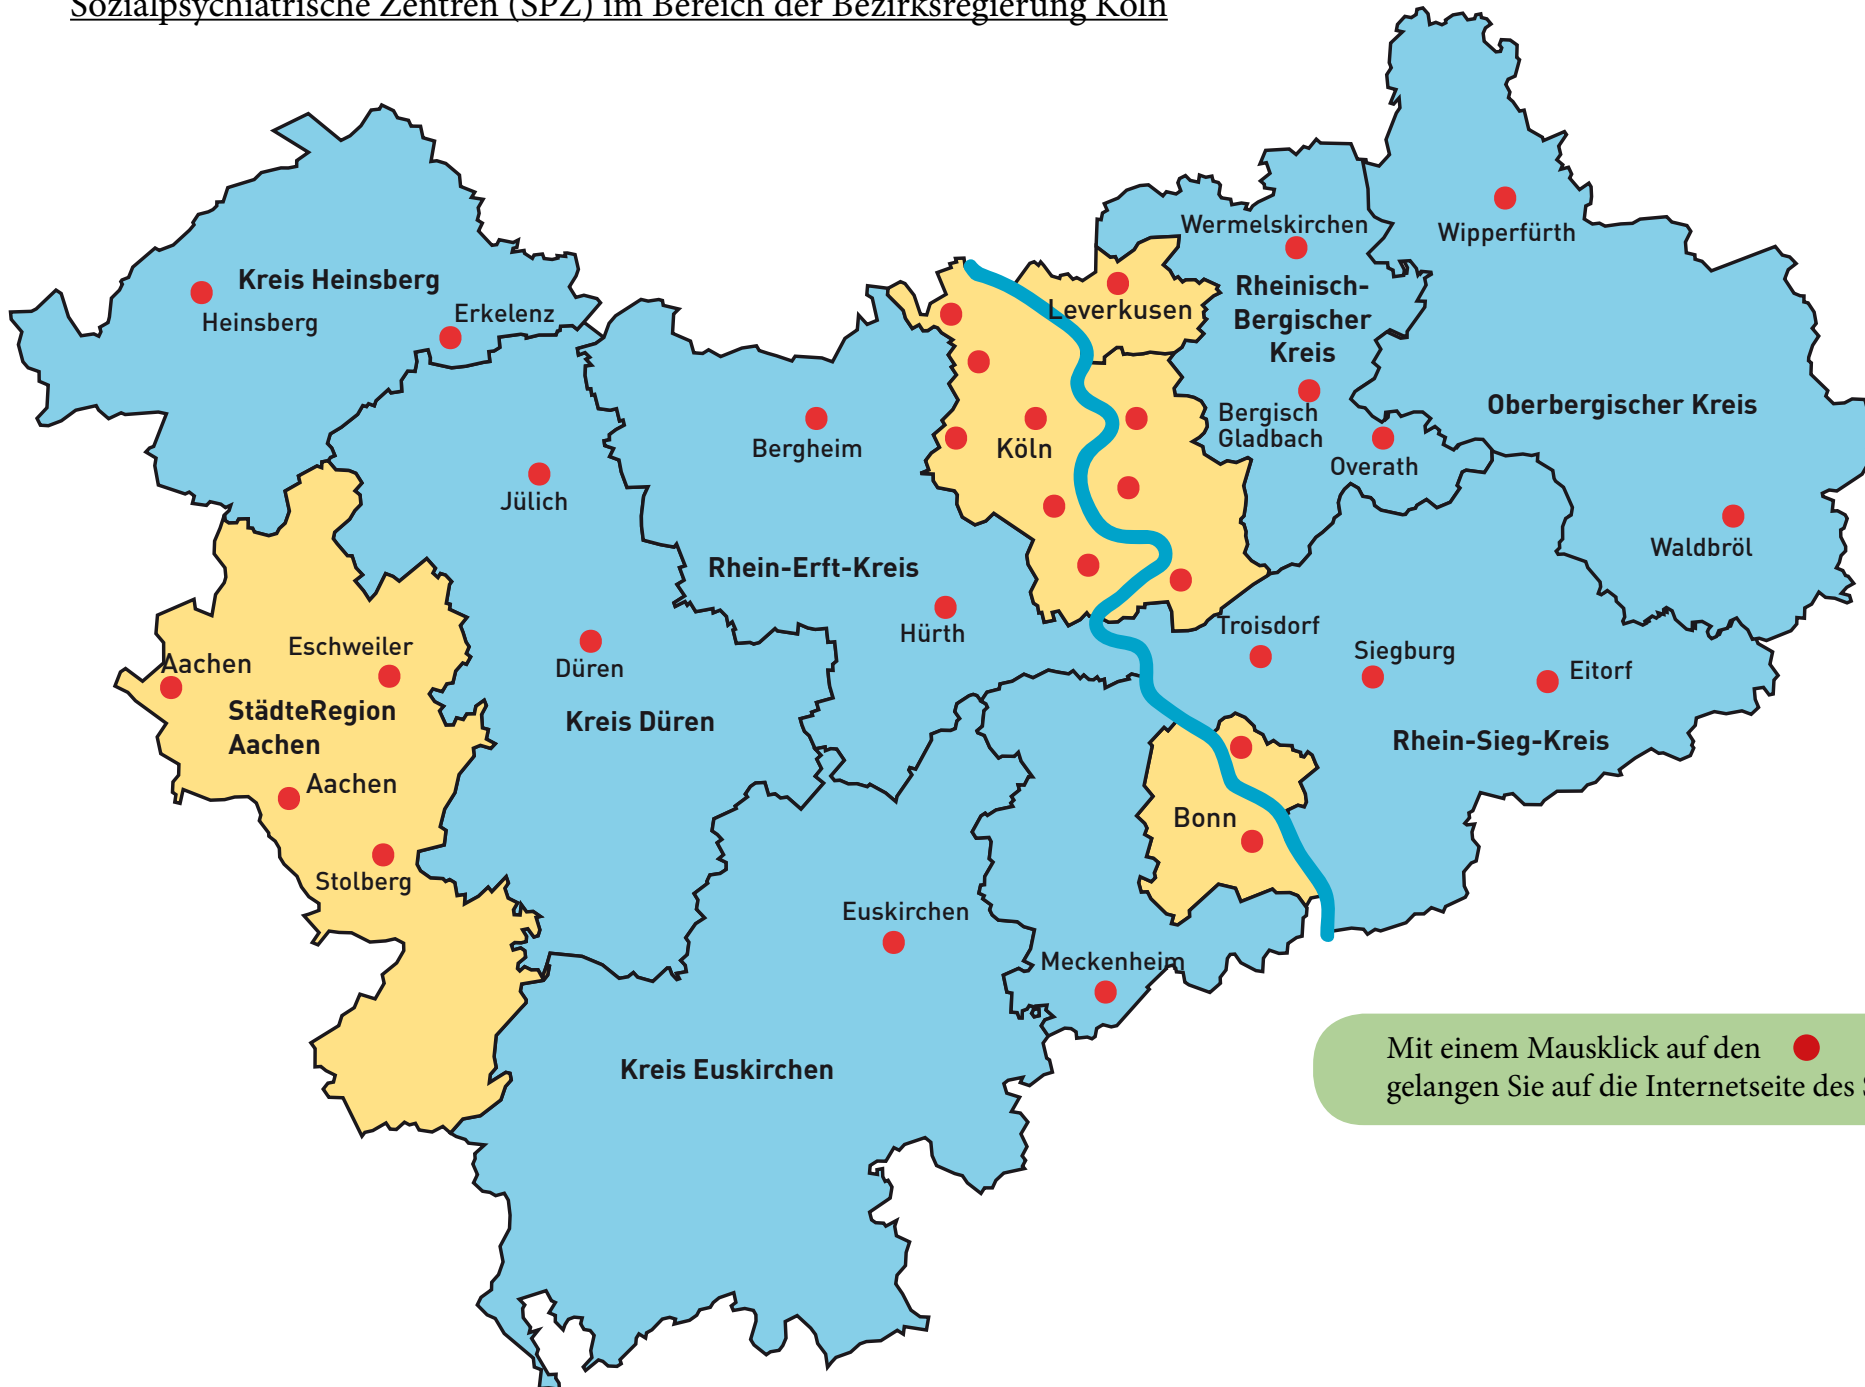 Sozialpsychiatrische Zentren (SPZ) im Bereich der Bezirksregierung Köln
Wermelskirchen
Wipperfürth
Kreis Heinsberg
Heinsberg
Erkelenz
Leverkusen
Rheinisch-
Bergischer
Kreis
Oberbergischer Kreis
Bergisch
Gladbach
Overath
Bergheim
Köln
Jülich
Waldbröl
Rhein-Erft-Kreis
Hürth
Troisdorf
Siegburg
Eitorf
Eschweiler
Aachen
Düren
StädteRegion
Aachen
Kreis Düren
Rhein-Sieg-Kreis
Aachen
Bonn
Stolberg
Euskirchen
Meckenheim
Kreis Euskirchen
Mit einem Mausklick auf den
gelangen Sie auf die Internetseite des